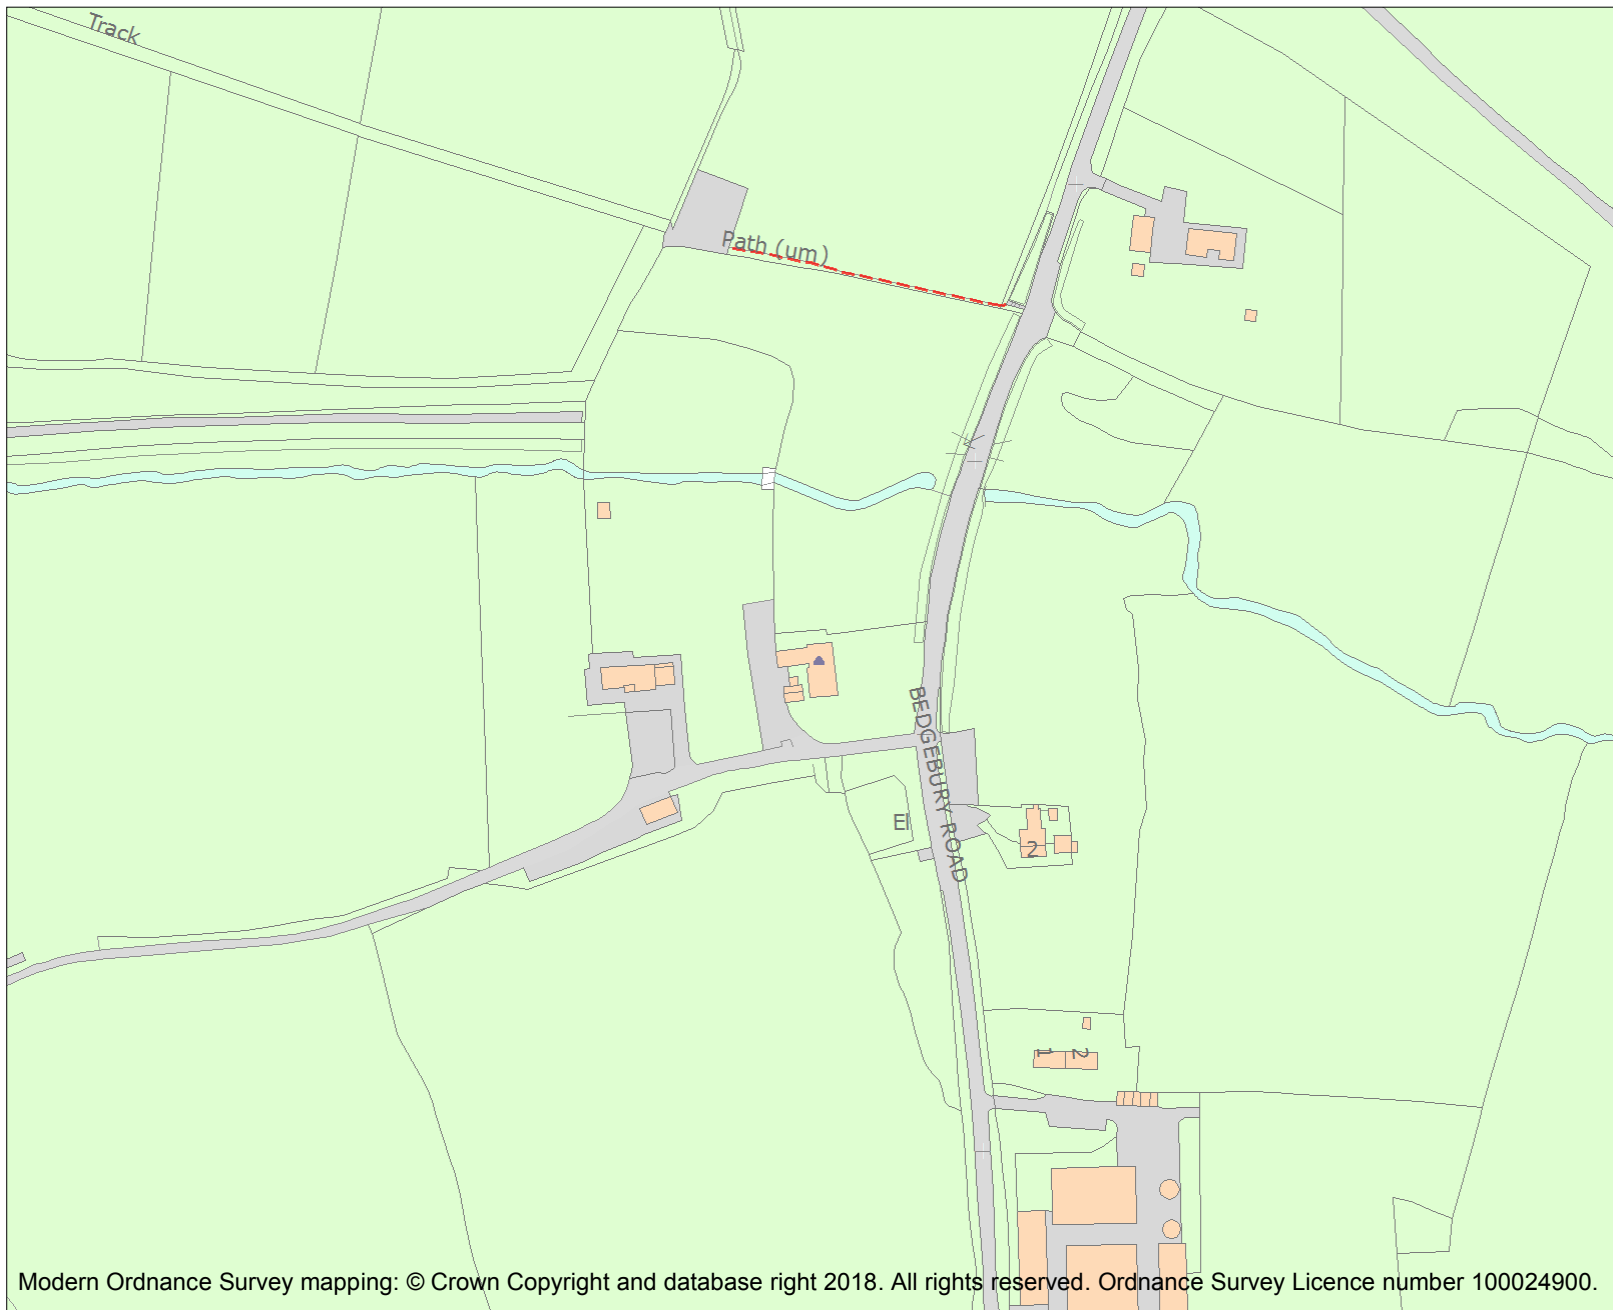 Track
Path (um)
BEDGEBURY ROAD
El
2
1
2
Modern Ordnance Survey mapping: © Crown Copyright and database right 2018. All rights reserved. Ordnance Survey Licence number 100024900.